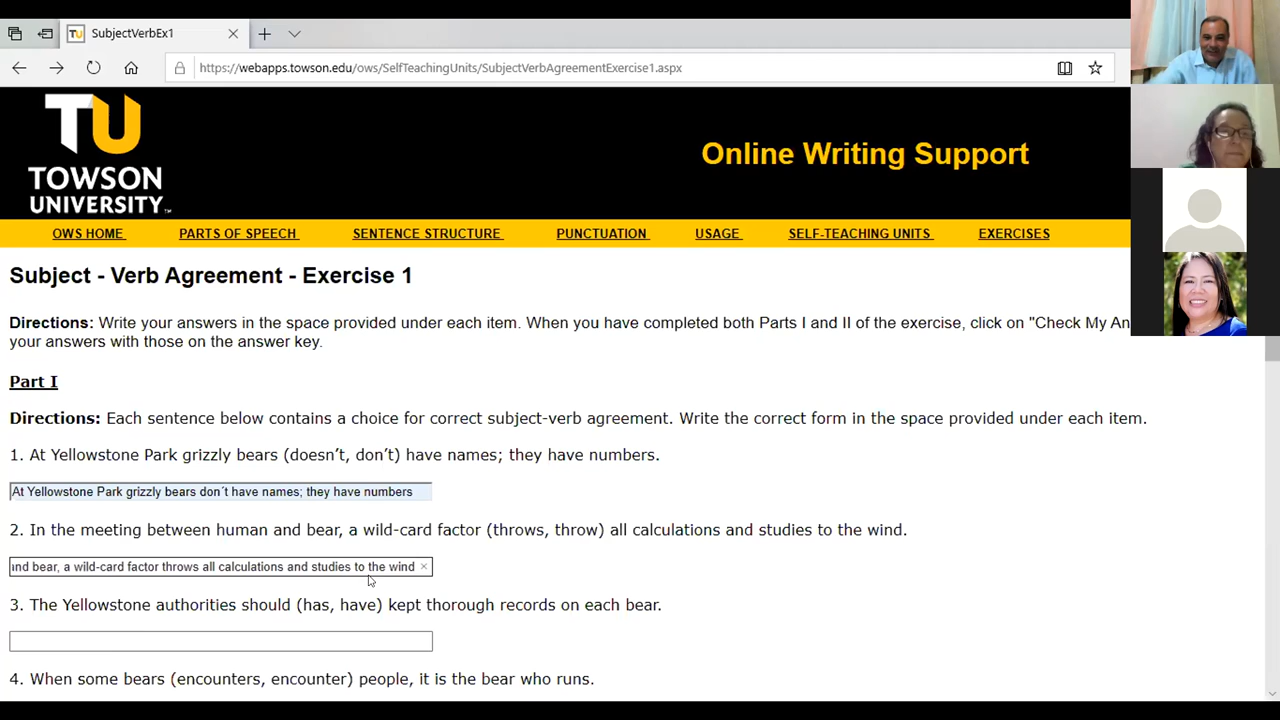 SubjectVerbEx1
https://webapps.towson.edu/ows/SelfTeachingUnits/SubjectVerbAgreementExercise1.aspx
TU
TOWSON
UNIVERSITY™
Online Writing Support
OWS HOME PARTS OF SPEECH SENTENCE STRUCTURE PUNCTUATION USAGE SELF-TEACHING UNITS EXERCISES
Subject - Verb Agreement - Exercise 1
Directions: Write your answers in the space provided under each item. When you have completed both Parts I and II of the exercise, click on "Check My An
your answers with those on the answer key.
Part I
Directions: Each sentence below contains a choice for correct subject-verb agreement. Write the correct form in the space provided under each item.
1. At Yellowstone Park grizzly bears (doesn't, don't) have names; they have numbers.
At Yellowstone Park grizzly bears don´t have names; they have numbers
2. In the meeting between human and bear, a wild-card factor (throws, throw) all calculations and studies to the wind.
and bear, a wild-card factor throws all calculations and studies to the wind
3. The Yellowstone authorities should (has, have) kept thorough records on each bear.
4. When some bears (encounters, encounter) people, it is the bear who runs.